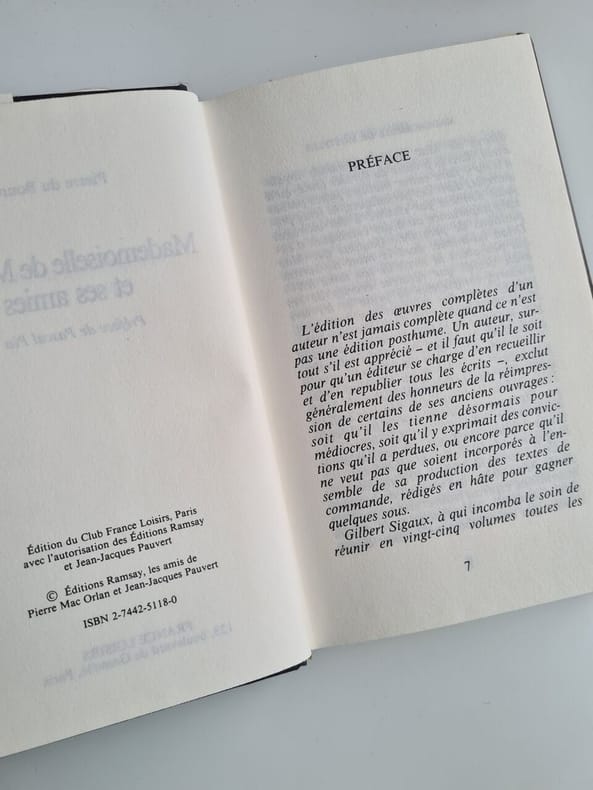 Édition du Club France Loisirs, Paris
avec l'autorisation des Éditions Ramsay
et Jean-Jacques Pauvert
© Éditions Ramsay, les amis de
Pierre Mac Orlan et Jean-Jacques Pauvert
ISBN 2-7442-5118-0
PRÉFACE
L'édition des œuvres complètes d'un
auteur n'est jamais complète quand ce n'est
pas une édition posthume. Un auteur, sur-
tout s'il est apprécié – et il faut qu'il le soit
pour qu'un éditeur se charge d'en recueillir
et d'en republier tous les écrits –, exclut
généralement des honneurs de la réimpres-
sion de certains de ses anciens ouvrages :
soit qu'il les tienne désormais pour
médiocres, soit qu'il y exprimait des convic-
tions qu'il a perdues, ou encore parce qu'il
ne veut pas que soient incorporés à l'en-
semble de sa production des textes de
commande, rédigés en hâte pour gagner
quelques sous.
Gilbert Sigaux, à qui incomba le soin de
réunir en vingt-cinq volumes toutes les
7